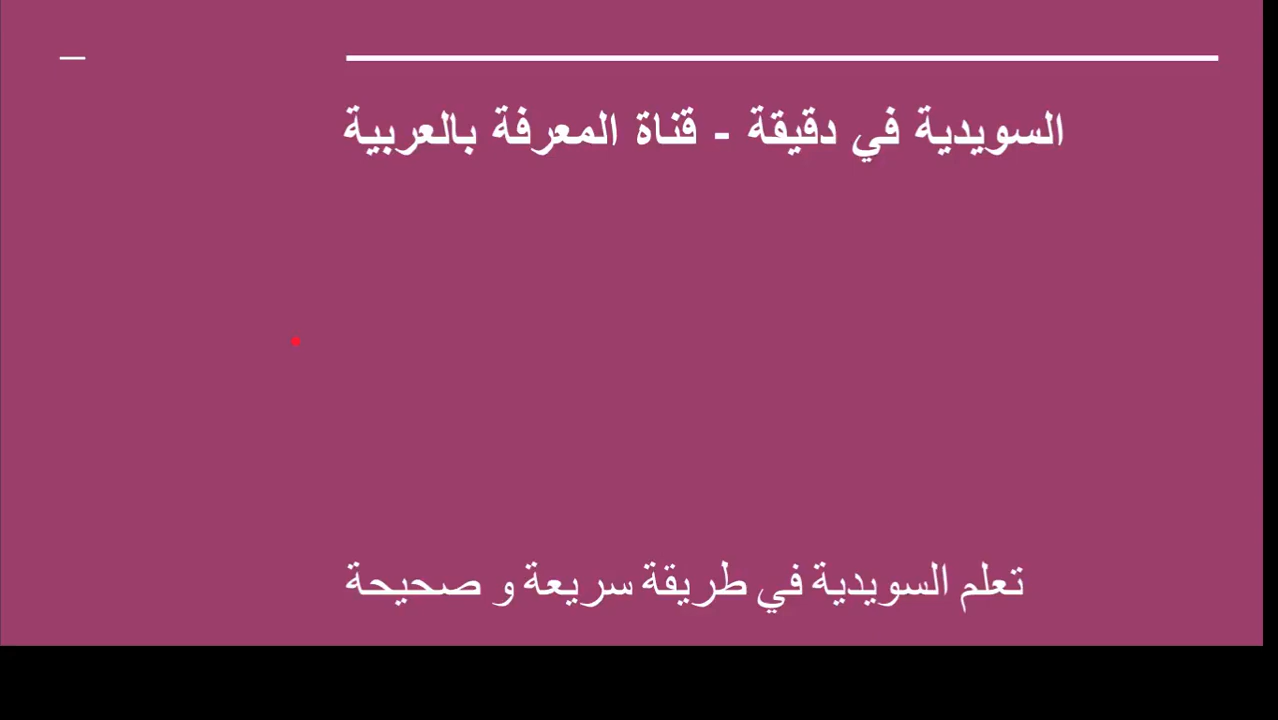 السويدية في دقيقة - قناة المعرفة بالعربية
تعلم السويدية في طريقة سريعة و صحيحة